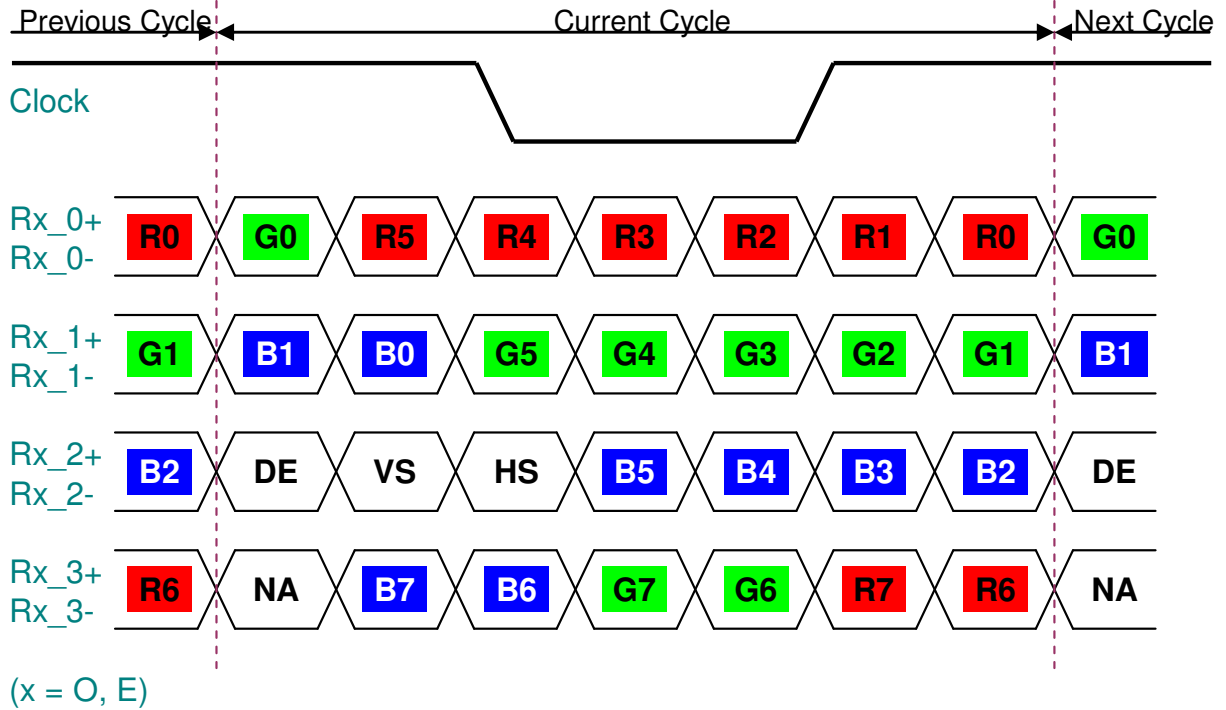 Previous Cycle Current Cycle Next Cycle
Clock
Rx_0+
Rx_0-
R0 G0 R5 R4 R3 R2 R1 R0 G0
Rx_1+
Rx_1-
G1 B1 B0 G5 G4 G3 G2 G1 B1
Rx_2+
Rx_2-
B2 DE VS HS B5 B4 B3 B2 DE
Rx_3+
Rx_3-
R6 NA B7 B6 G7 G6 R7 R6 NA
(x = O, E)